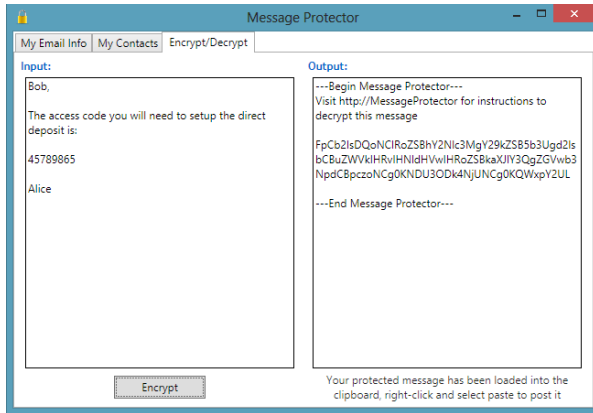 Message Protector
My Email Info My Contacts Encrypt/Decrypt
Input:
Bob,
The access code you will need to setup the direct
deposit is:
45789865
Alice
Encrypt
Output:
---Begin Message Protector---
Visit http://MessageProtector for instructions to
decrypt this message
FpCb2IsDQoNClRoZSBhY2Nlc3MgY29kZSB5b3Ugd2ls
bCBuZWVkIHRvIHNldHVwIHRoZSBkaXJlY3QgZGVwb3
NpdCBpczoNCg0KNDU3ODk4NjUNCg0KQWxpY2UL
---End Message Protector---
Your protected message has been loaded into the
clipboard, right-click and select paste to post it